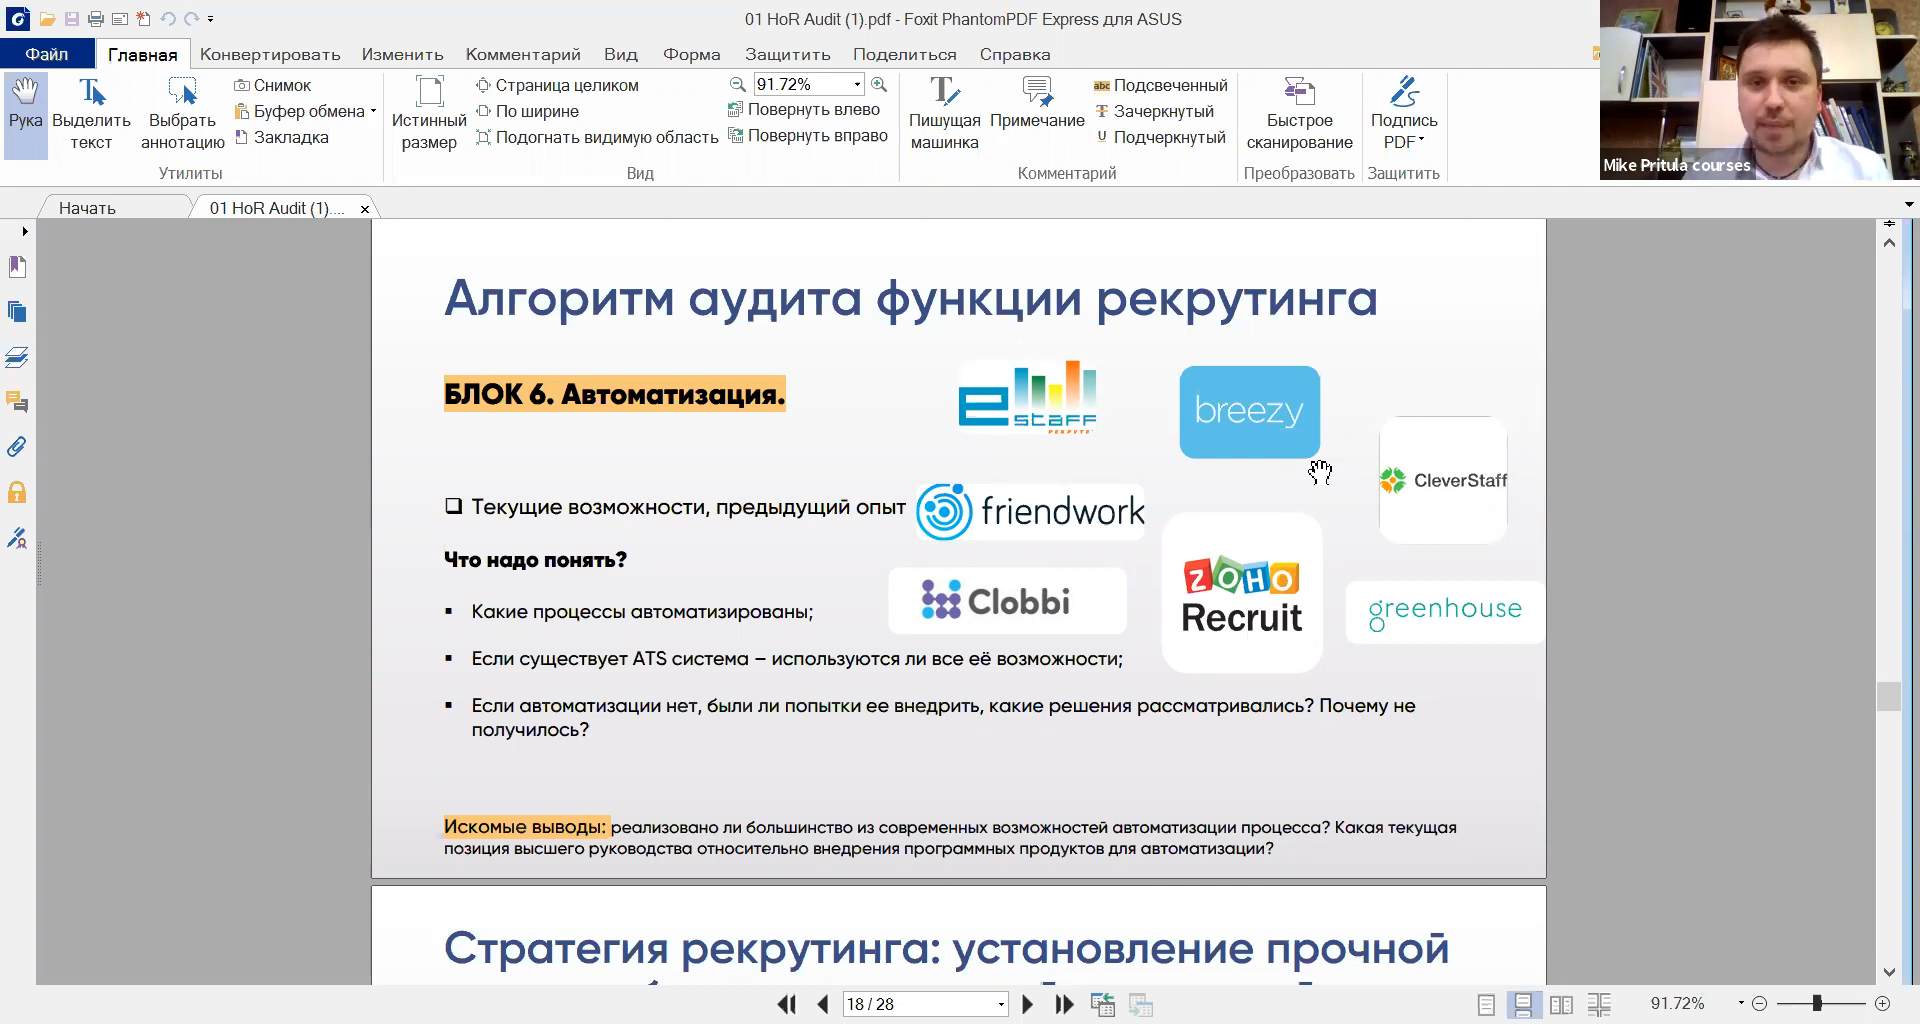 01 HoR Audit (1).pdf - Foxit PhantomPDF Express для ASUS
Файл Главная Конвертировать Изменить Комментарий Вид Форма Защитить Поделиться Справка
Рука
Выделить текст
Выбрать аннотацию
Снимок
Буфер обмена
Закладка
Утилиты
Истинный размер
Страница целиком
По ширине
Подогнать видимую область
91.72%
Повернуть влево
Повернуть вправо
Вид
Пишущая машинка
Примечание
Подсвеченный
Зачеркнутый
Подчеркнутый
Комментарий
Быстрое сканирование
Преобразовать
Подпись PDF
Защитить
Mike Pritula courses
Начать
01 HoR Audit (1)....
Алгоритм аудита функции рекрутинга
БЛОК 6. Автоматизация.
e staff
рекрутер
breezy
CleverStaff
Текущие возможности, предыдущий опыт
friendwork
Что надо понять?
Clobbi
ZOHO
Recruit
greenhouse
Какие процессы автоматизированы;
Если существует ATS система – используются ли все её возможности;
Если автоматизации нет, были ли попытки ее внедрить, какие решения рассматривались? Почему не
получилось?
Искомые выводы: реализовано ли большинство из современных возможностей автоматизации процесса? Какая текущая
позиция высшего руководства относительно внедрения программных продуктов для автоматизации?
Стратегия рекрутинга: установление прочной
18 / 28
91.72%